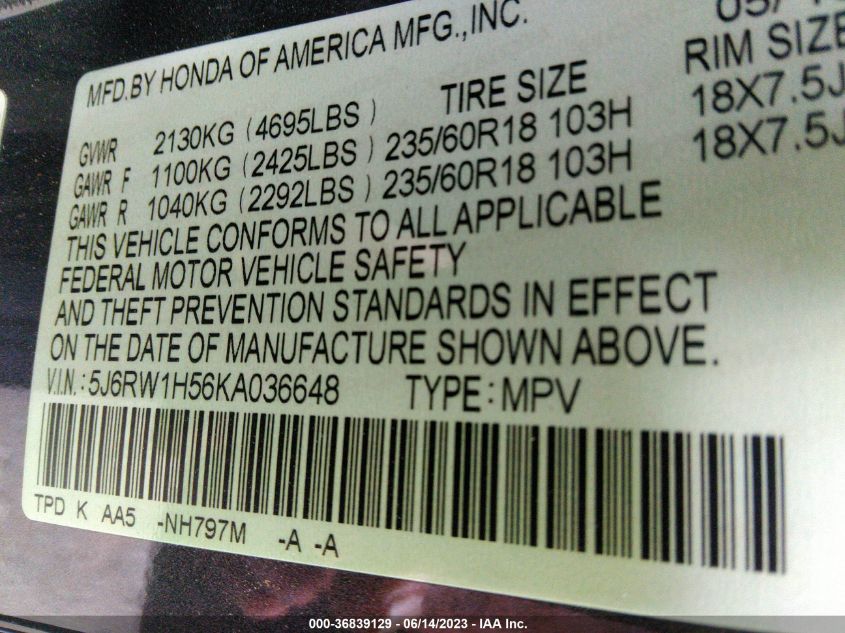 MFD.BY HONDA OF AMERICA MFG.,INC. 05/
GVWR 2130KG (4695LBS) TIRE SIZE RIM SIZE
GAWR F 1100KG (2425LBS) 235/60R18 103H 18X7.5J
GAWR R 1040KG (2292LBS) 235/60R18 103H 18X7.5J
THIS VEHICLE CONFORMS TO ALL APPLICABLE
FEDERAL MOTOR VEHICLE SAFETY
AND THEFT PREVENTION STANDARDS IN EFFECT
ON THE DATE OF MANUFACTURE SHOWN ABOVE.
V.I.N.:5J6RW1H56KA036648 TYPE:MPV
TPD K AA5 -NH797M -A -A
000-36839129 - 06/14/2023 - IAA Inc.